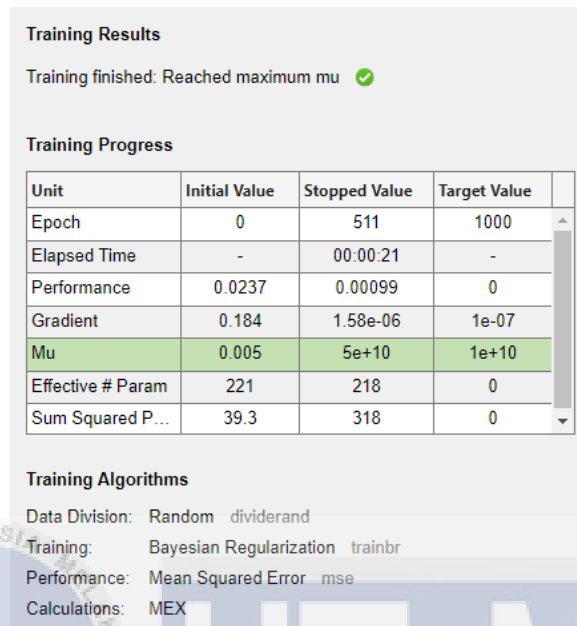 Training Results
Training finished: Reached maximum mu
Training Progress
Unit Initial Value Stopped Value Target Value
Epoch 0 511 1000
Elapsed Time - 00:00:21 -
Performance 0.0237 0.00099 0
Gradient 0.184 1.58e-06 1e-07
Mu 0.005 5e+10 1e+10
Effective # Param 221 218 0
Sum Squared P... 39.3 318 0
Training Algorithms
Data Division: Random dividerand
Training: Bayesian Regularization trainbr
Performance: Mean Squared Error mse
Calculations: MEX